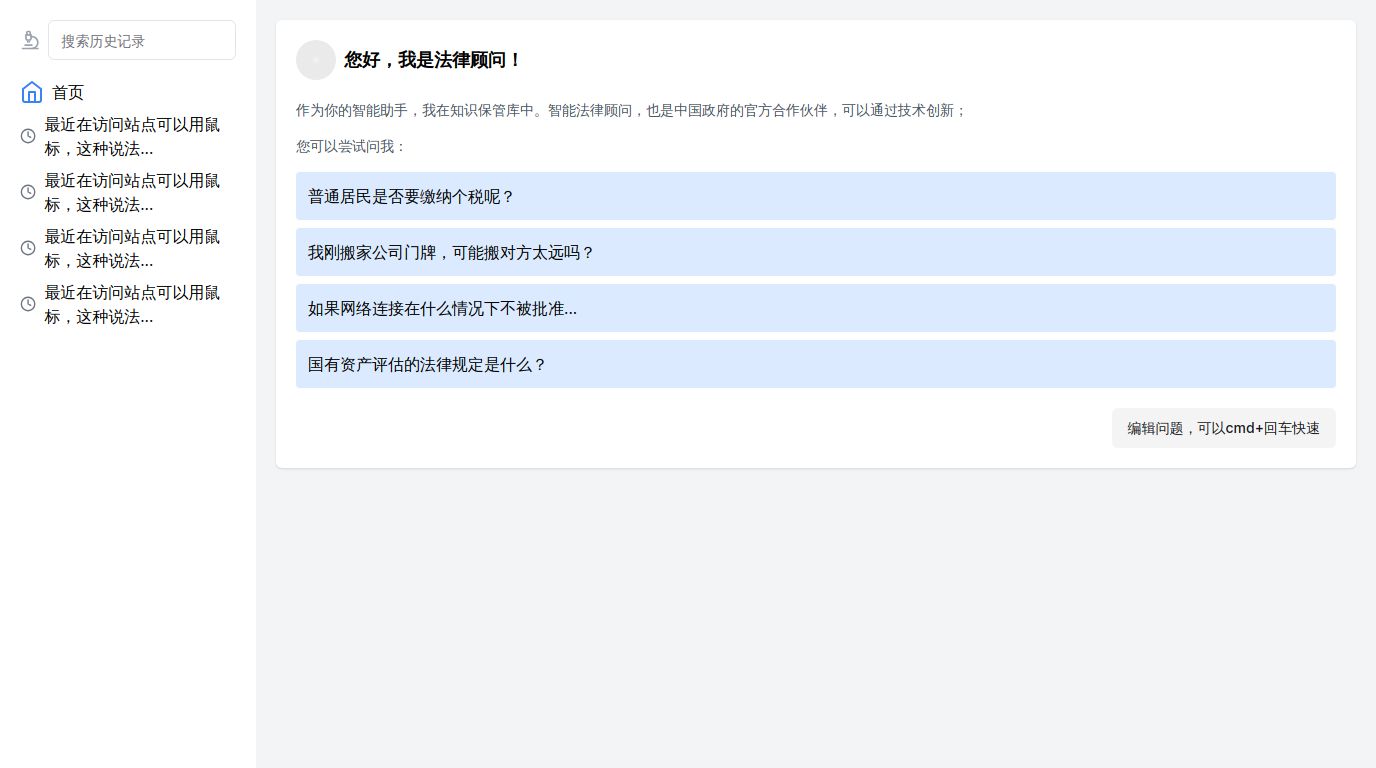 搜索历史记录
首页
最近在访问站点可以用鼠
标，这种说法...
最近在访问站点可以用鼠
标，这种说法...
最近在访问站点可以用鼠
标，这种说法...
最近在访问站点可以用鼠
标，这种说法...
您好，我是法律顾问！
作为你的智能助手，我在知识保管库中。智能法律顾问，也是中国政府的官方合作伙伴，可以通过技术创新；
您可以尝试问我：
普通居民是否要缴纳个税呢？
我刚搬家公司门牌，可能搬对方太远吗？
如果网络连接在什么情况下不被批准...
国有资产评估的法律规定是什么？
编辑问题，可以cmd+回车快速